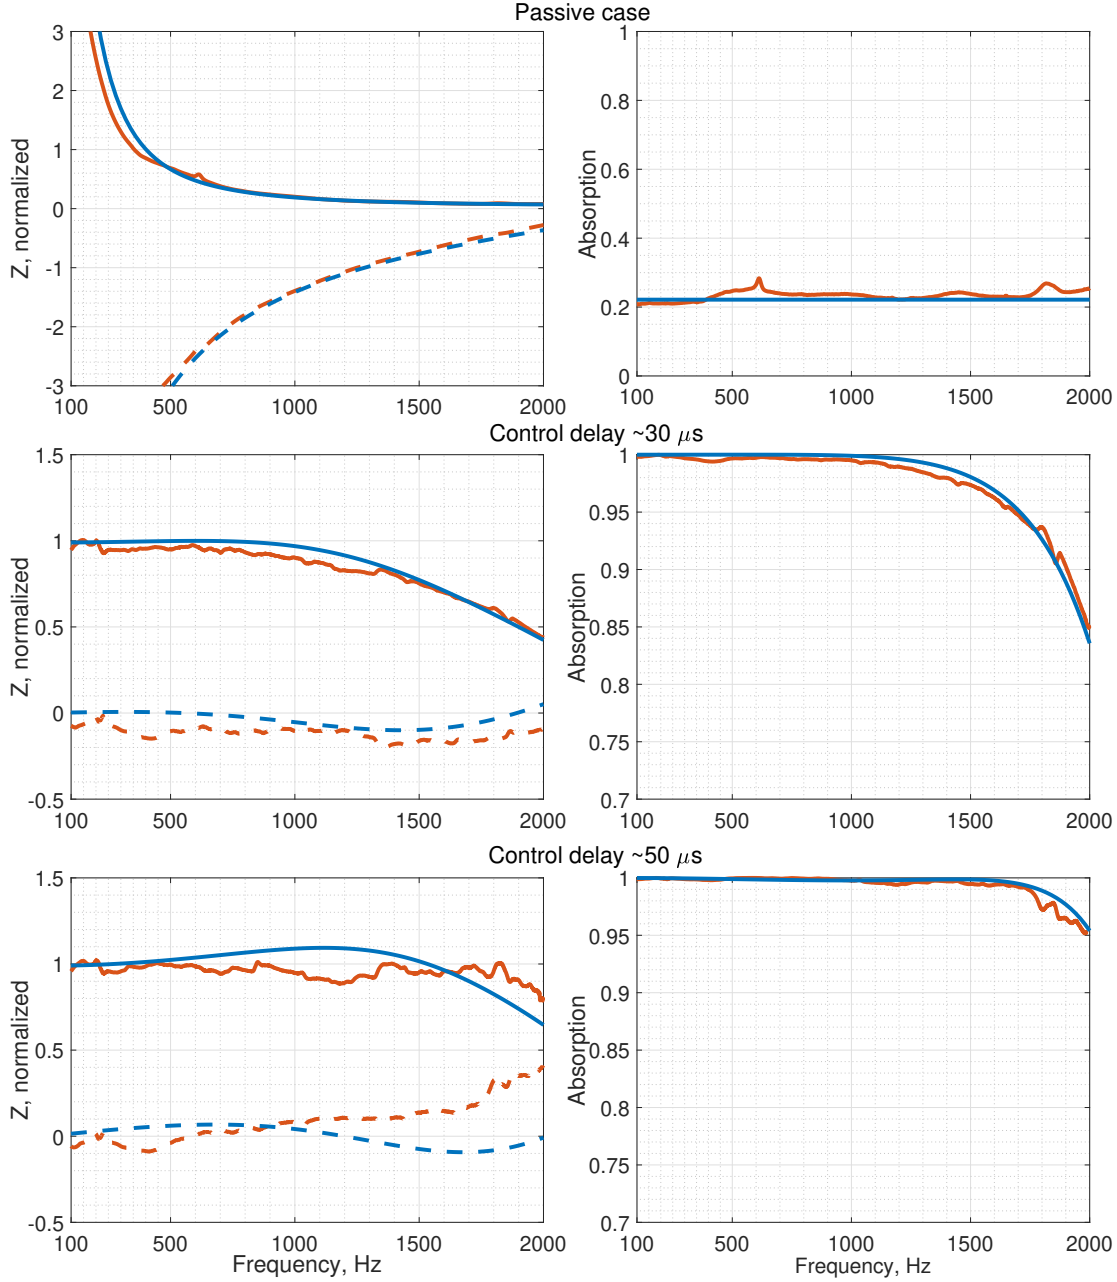 Passive case
Z, normalized
3
2
1
0
-1
-2
-3
100 500 1000 1500 2000
Absorption
1
0.8
0.6
0.4
0.2
0
100 500 1000 1500 2000
Control delay ~30 μs
Z, normalized
1.5
1
0.5
0
-0.5
100 500 1000 1500 2000
Absorption
1
0.95
0.9
0.85
0.8
0.75
0.7
100 500 1000 1500 2000
Control delay ~50 μs
Z, normalized
1.5
1
0.5
0
-0.5
100 500 1000 1500 2000
Frequency, Hz
Absorption
1
0.95
0.9
0.85
0.8
0.75
0.7
100 500 1000 1500 2000
Frequency, Hz